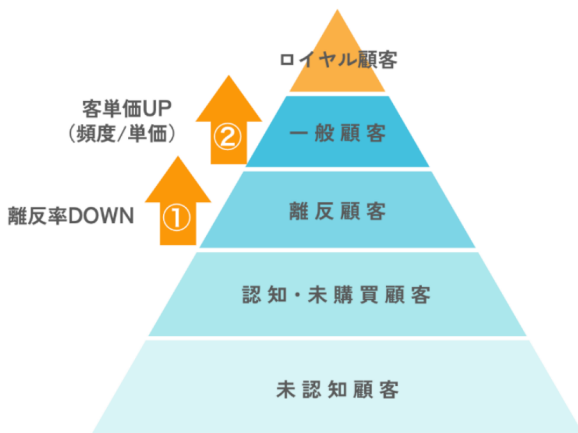 ロイヤル顧客
客単価UP
（頻度/単価）
②
一般顧客
離反率DOWN
①
離反顧客
認知・未購買顧客
未認知顧客